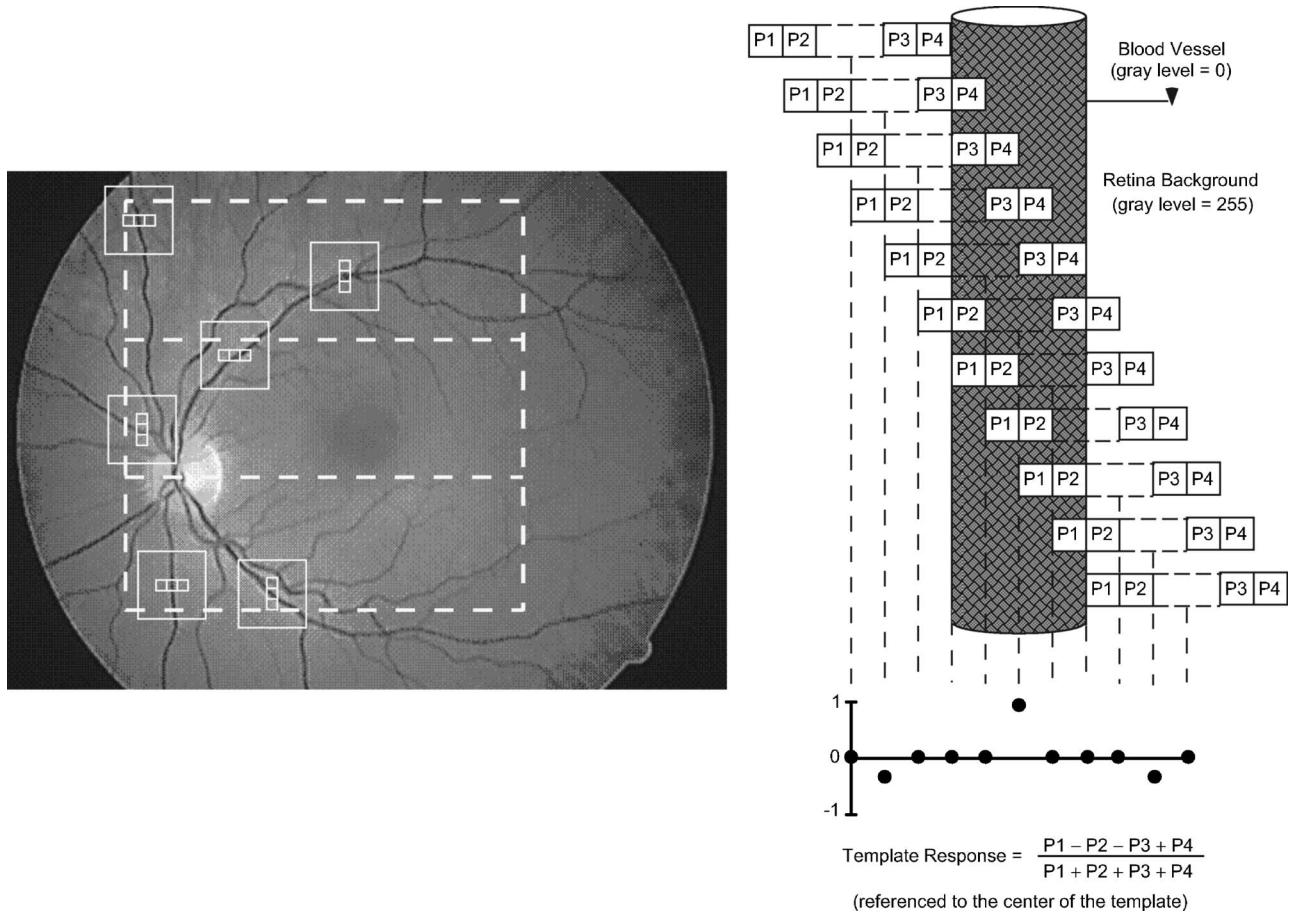 P1 P2 P3 P4
Blood Vessel
(gray level = 0)
P1 P2 P3 P4
P1 P2 P3 P4
Retina Background
(gray level = 255)
P1 P2 P3 P4
P1 P2 P3 P4
P1 P2 P3 P4
P1 P2 P3 P4
P1 P2 P3 P4
P1 P2 P3 P4
P1 P2 P3 P4
P1 P2 P3 P4
1
0
-1
Template Response = P1 – P2 – P3 + P4
P1 + P2 + P3 + P4
(referenced to the center of the template)